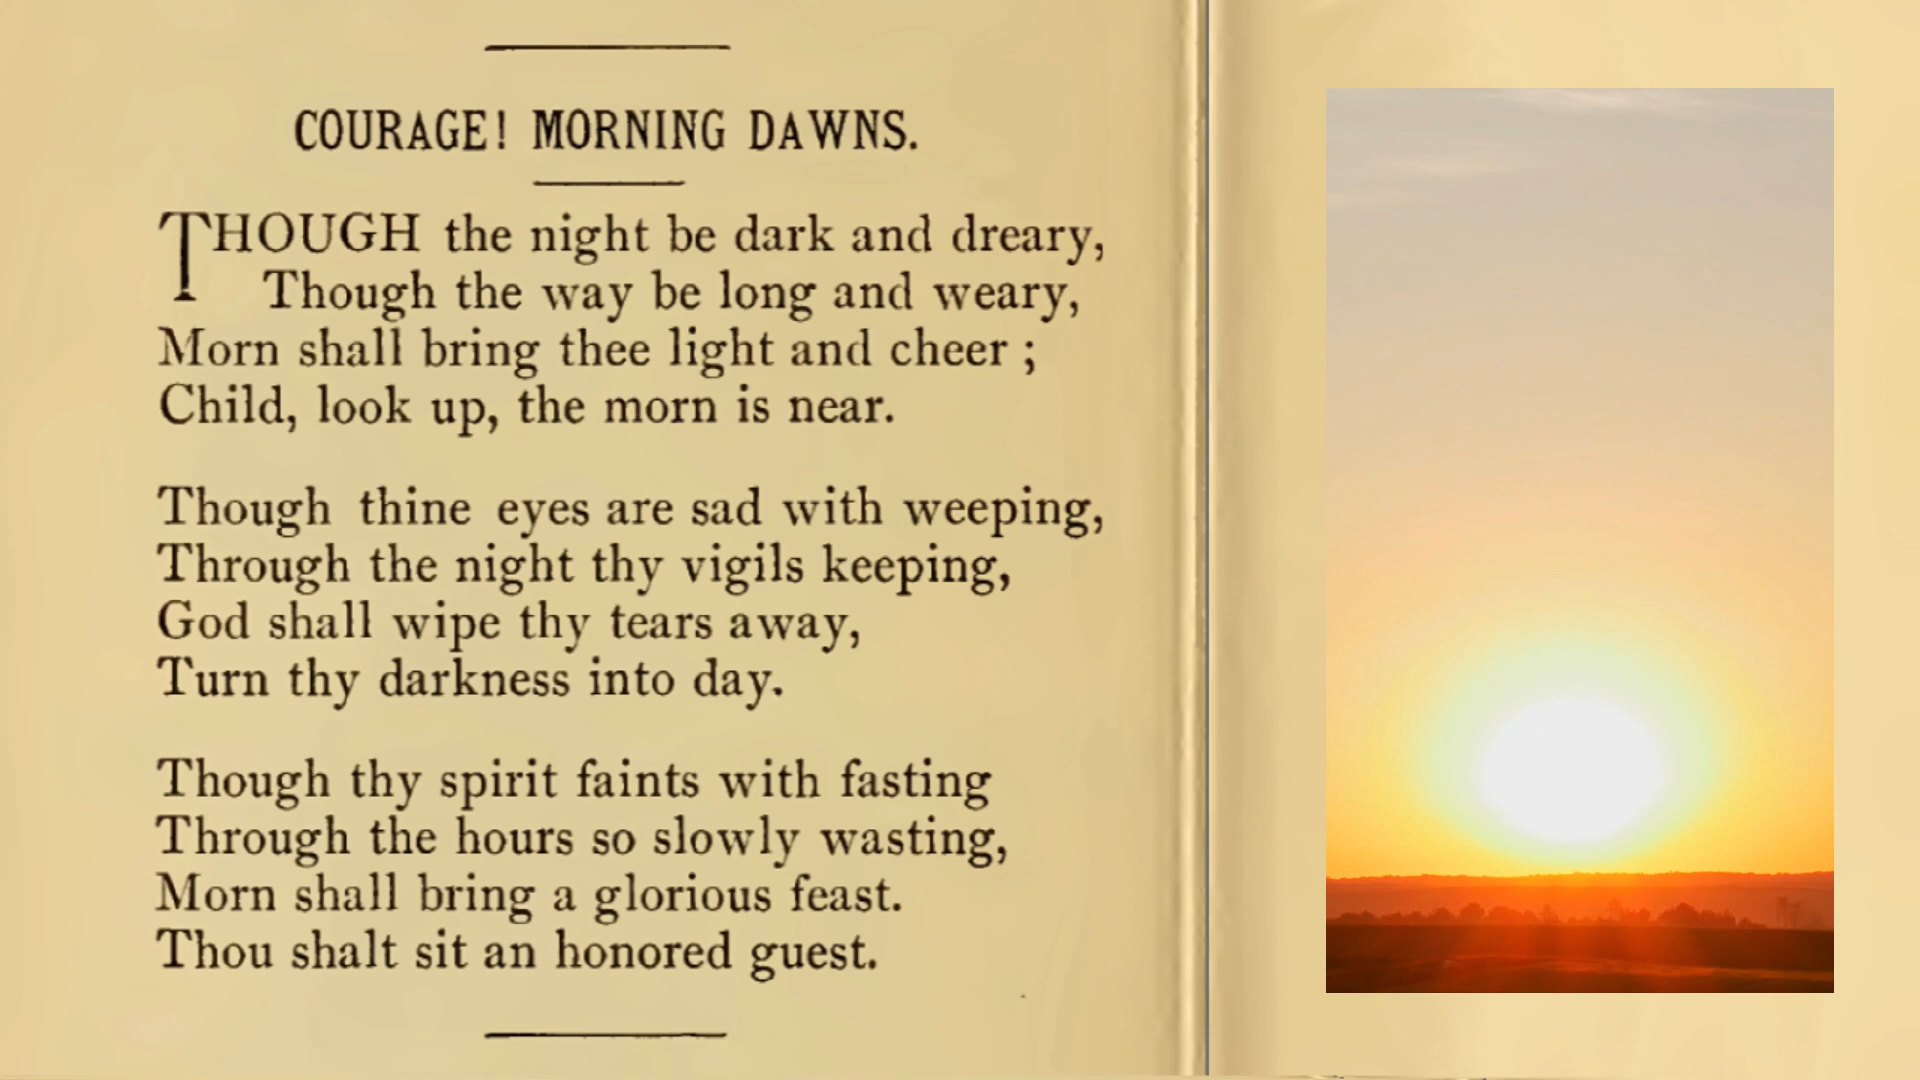 COURAGE! MORNING DAWNS.
THOUGH the night be dark and dreary,
Though the way be long and weary,
Morn shall bring thee light and cheer ;
Child, look up, the morn is near.
Though thine eyes are sad with weeping,
Through the night thy vigils keeping,
God shall wipe thy tears away,
Turn thy darkness into day.
Though thy spirit faints with fasting
Through the hours so slowly wasting,
Morn shall bring a glorious feast.
Thou shalt sit an honored guest.